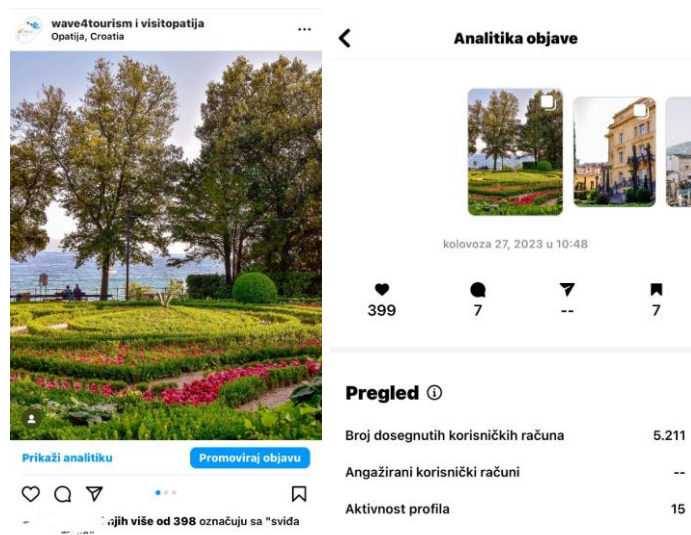 wave4tourism i visitopatija
Opatija, Croatia
Prikaži analitiku
Promoviraj objavu
njih više od 398 označuju sa "sviđa
Analitika objave
kolovoza 27, 2023 u 10:48
399
7
--
7
Pregled
Broj dosegnutih korisničkih računa 5.211
Angažirani korisnički računi --
Aktivnost profila 15